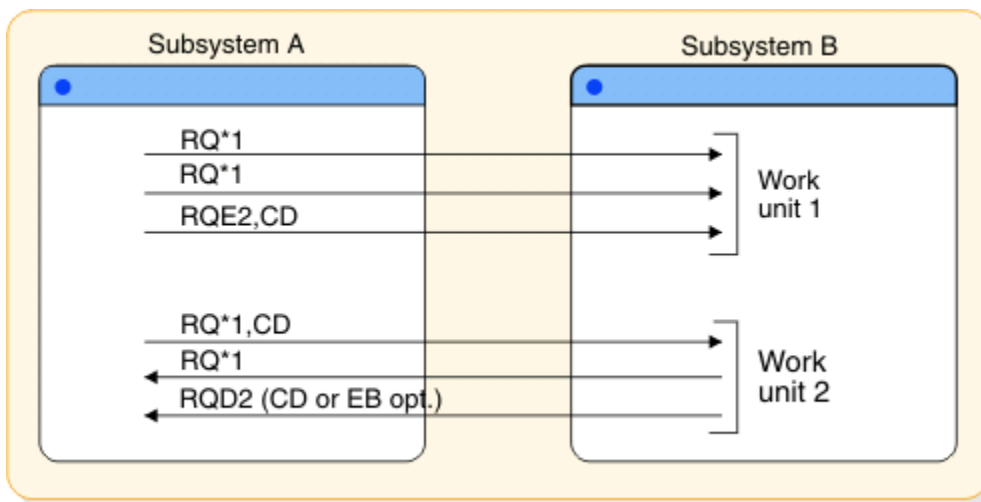 Subsystem A
Subsystem B
RQ*1
RQ*1
RQE2,CD
Work
unit 1
RQ*1,CD
RQ*1
RQD2 (CD or EB opt.)
Work
unit 2